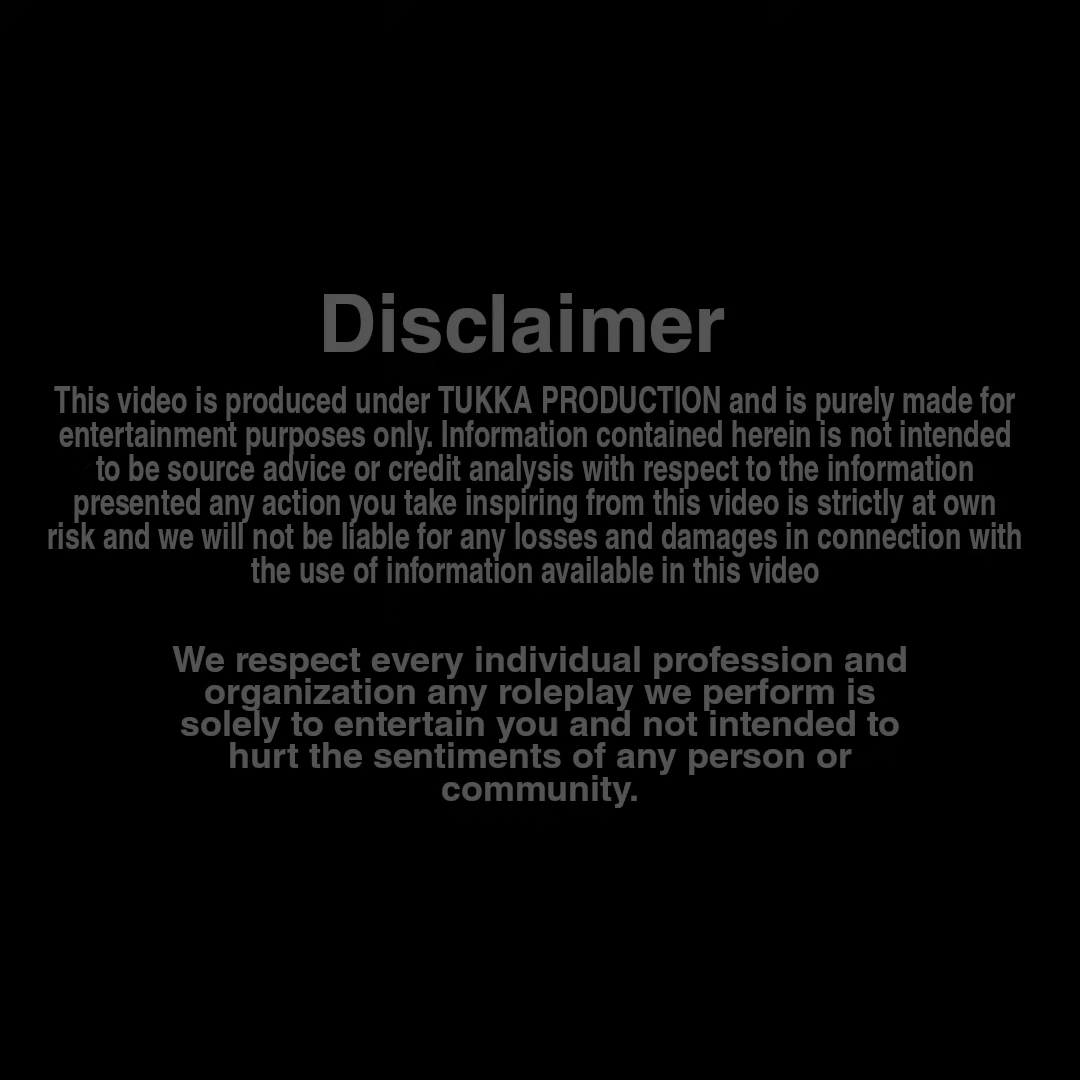 Disclaimer
This video is produced under TUKKA PRODUCTION and is purely made for
entertainment purposes only. Information contained herein is not intended
to be source advice or credit analysis with respect to the information
presented any action you take inspiring from this video is strictly at own
risk and we will not be liable for any losses and damages in connection with
the use of information available in this video
We respect every individual profession and
organization any roleplay we perform is
solely to entertain you and not intended to
hurt the sentiments of any person or
community.